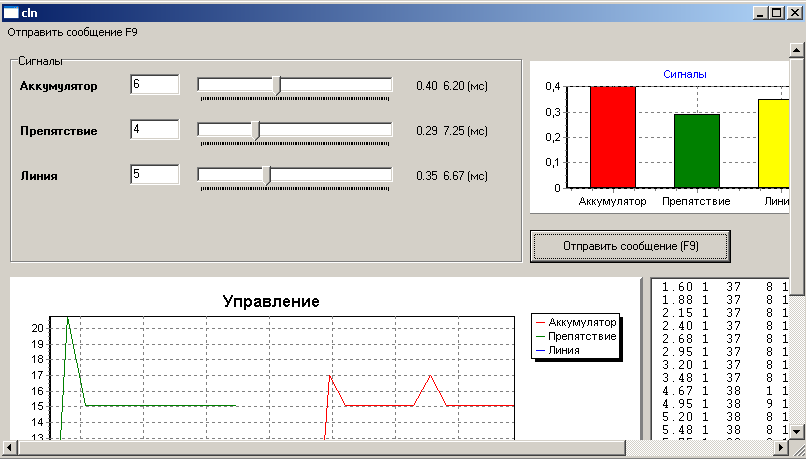 cln
Отправить сообщение F9
Сигналы
Аккумулятор 6 0.40 6.20 (мс)
Препятствие 4 0.29 7.25 (мс)
Линия 5 0.35 6.67 (мс)
Сигналы
0,4
0,3
0,2
0,1
0
Аккумулятор Препятствие Лини
Отправить сообщение (F9)
Управление
20
19
18
17
16
15
14
13
Аккумулятор
Препятствие
Линия
1.60 1 37 8 1
1.88 1 37 8 1
2.15 1 37 8 1
2.40 1 37 8 1
2.68 1 37 8 1
2.95 1 37 8 1
3.20 1 37 8 1
3.48 1 37 8 1
4.67 1 38 1 1
4.95 1 38 9 1
5.20 1 38 8 1
5.48 1 38 8 1